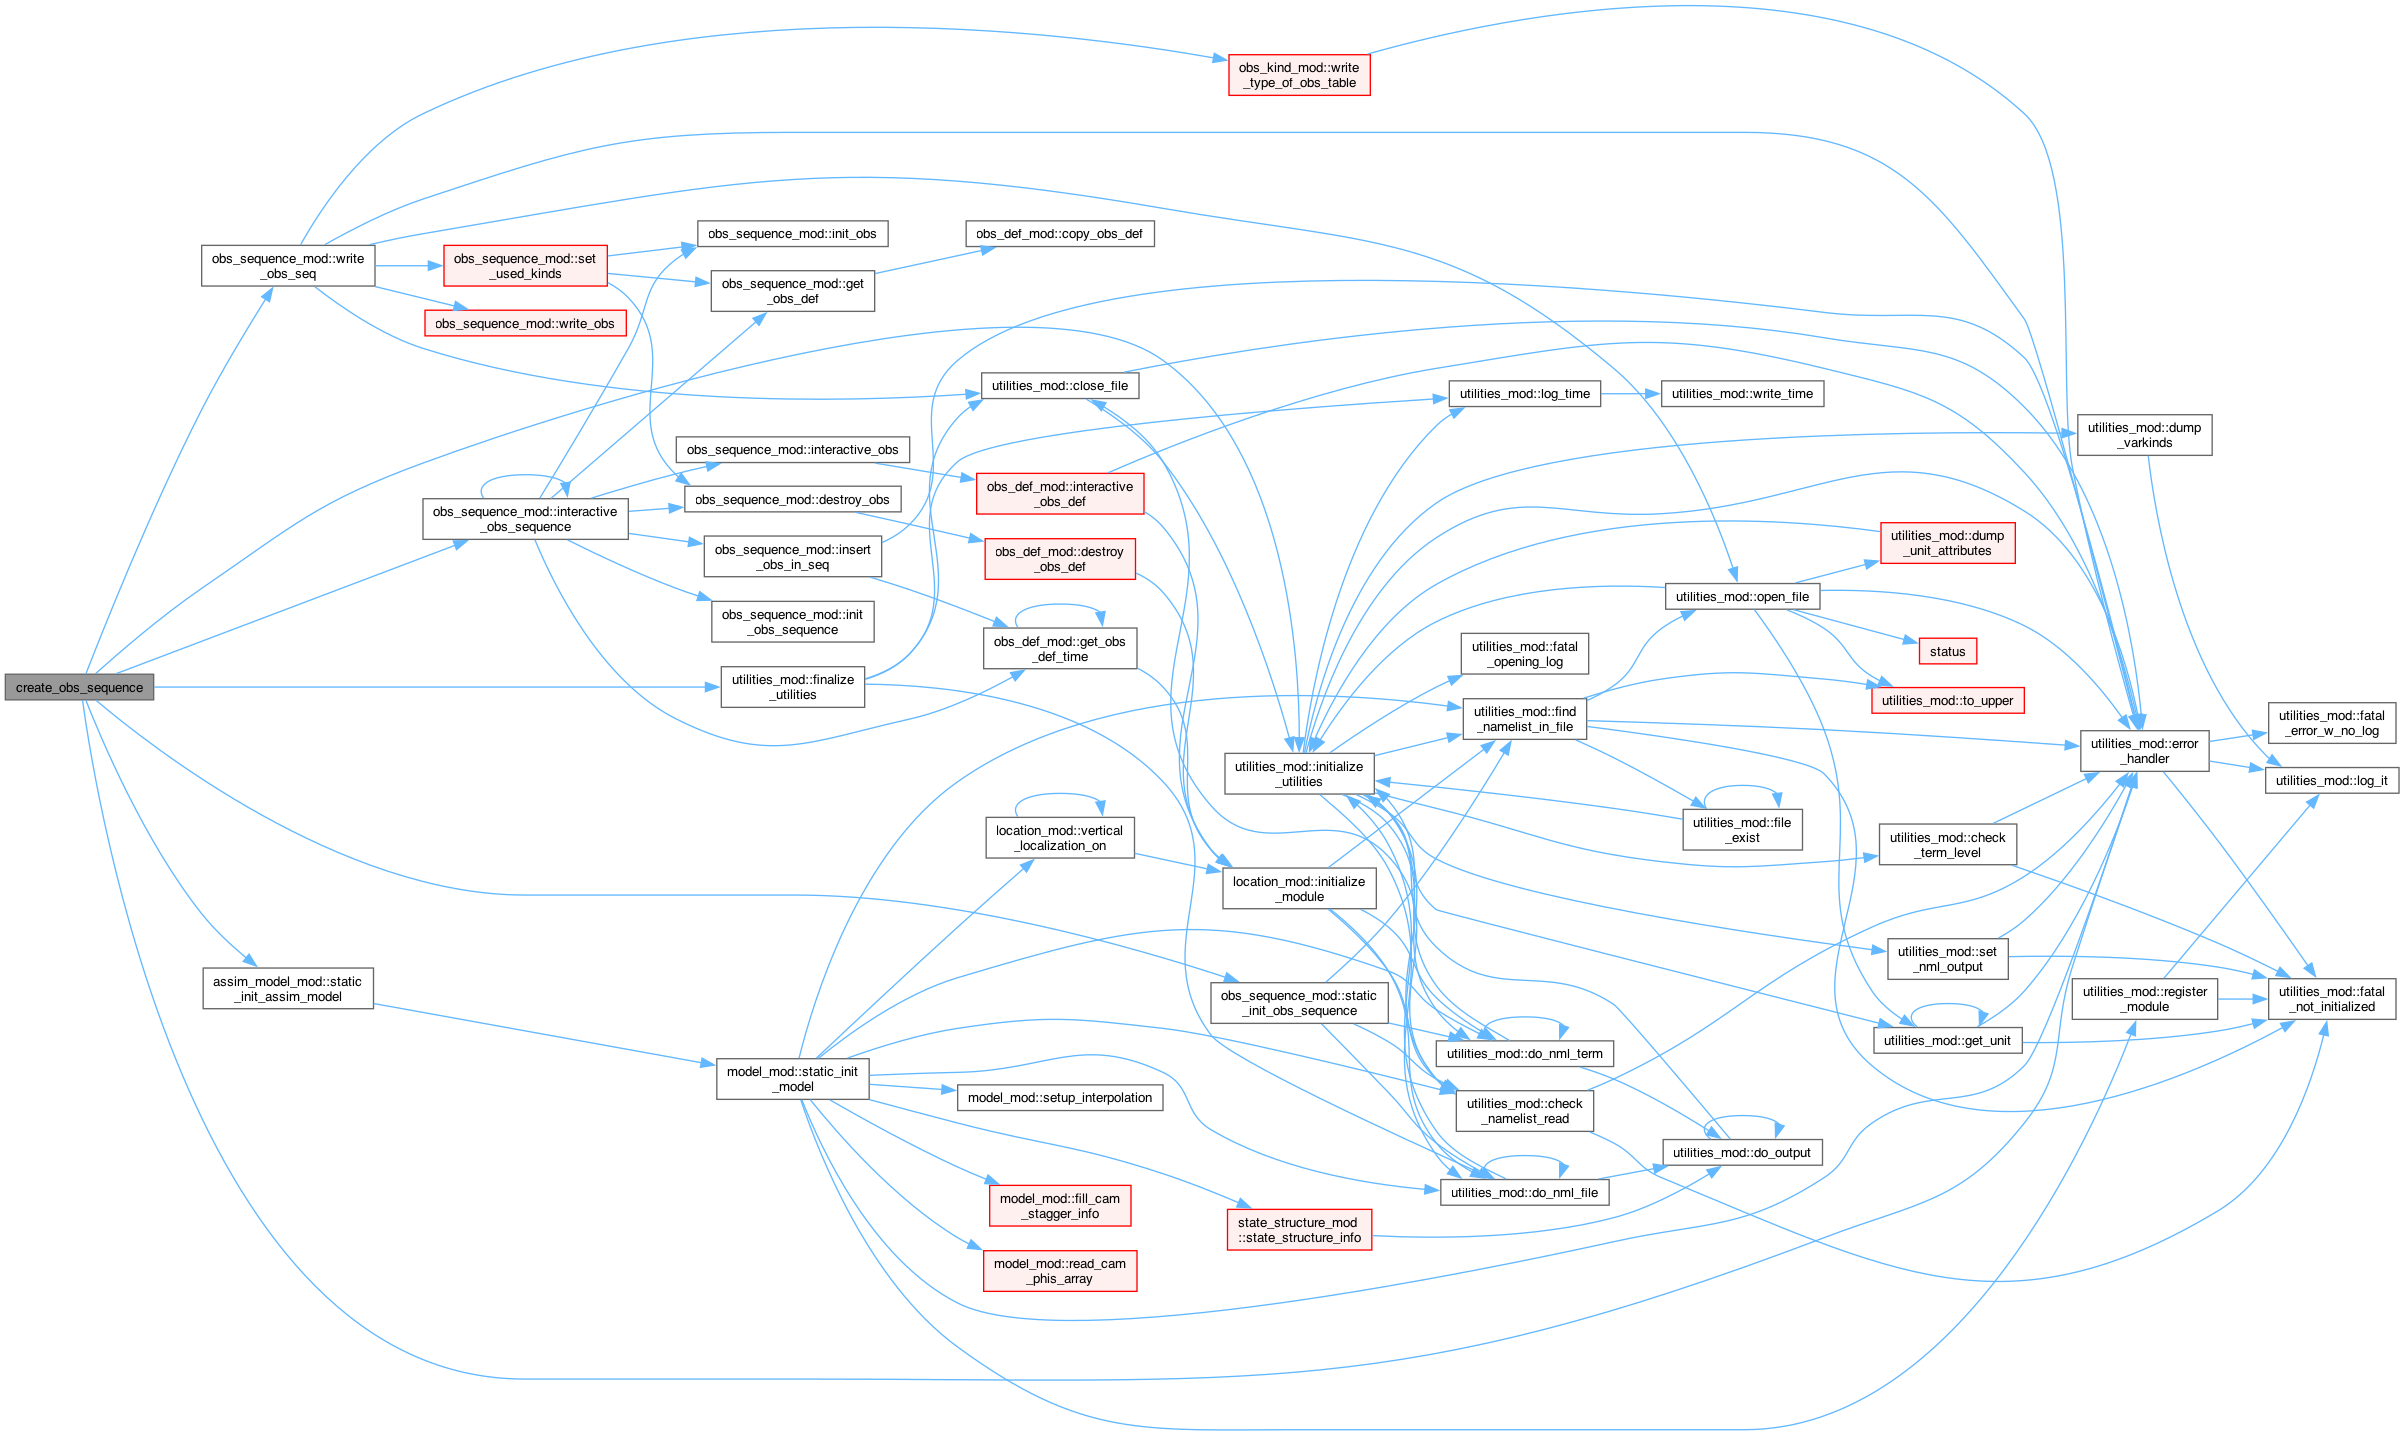 obs_kind_mod::write
_type_of_obs_table
obs_sequence_mod::write
_obs_seq
obs_sequence_mod::set
_used_kinds
obs_sequence_mod::write_obs
obs_sequence_mod::init_obs
obs_def_mod::copy_obs_def
obs_sequence_mod::get
_obs_def
utilities_mod::close_file
utilities_mod::log_time
utilities_mod::write_time
utilities_mod::dump
_varkinds
obs_sequence_mod::interactive_obs
obs_sequence_mod::interactive
_obs_sequence
obs_sequence_mod::destroy_obs
obs_def_mod::interactive
_obs_def
obs_sequence_mod::insert
_obs_in_seq
obs_def_mod::destroy
_obs_def
utilities_mod::dump
_unit_attributes
utilities_mod::open_file
obs_sequence_mod::init
_obs_sequence
obs_def_mod::get_obs
_def_time
utilities_mod::fatal
_opening_log
status
create_obs_sequence
utilities_mod::finalize
_utilities
utilities_mod::to_upper
utilities_mod::find
_namelist_in_file
utilities_mod::fatal
_error_w_no_log
utilities_mod::error
_handler
utilities_mod::initialize
_utilities
utilities_mod::log_it
utilities_mod::file
_exist
location_mod::vertical
_localization_on
utilities_mod::check
_term_level
location_mod::initialize
_module
utilities_mod::set
_nml_output
assim_model_mod::static
_init_assim_model
obs_sequence_mod::static
_init_obs_sequence
utilities_mod::register
_module
utilities_mod::fatal
_not_initialized
utilities_mod::get_unit
utilities_mod::do_nml_term
model_mod::static_init
_model
model_mod::setup_interpolation
utilities_mod::check
_namelist_read
utilities_mod::do_output
utilities_mod::do_nml_file
model_mod::fill_cam
_stagger_info
state_structure_mod
::state_structure_info
model_mod::read_cam
_phis_array